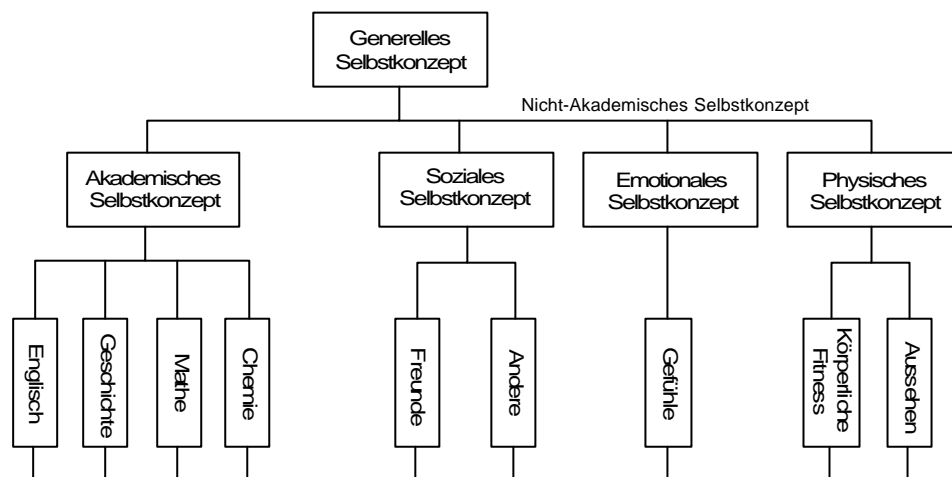 Generelles
Selbstkonzept
Nicht-Akademisches Selbstkonzept
Akademisches
Selbstkonzept
Soziales
Selbstkonzept
Emotionales
Selbstkonzept
Physisches
Selbstkonzept
Englisch
Geschichte
Mathe
Chemie
Freunde
Andere
Gefühle
Körperliche
Fitness
Aussehen